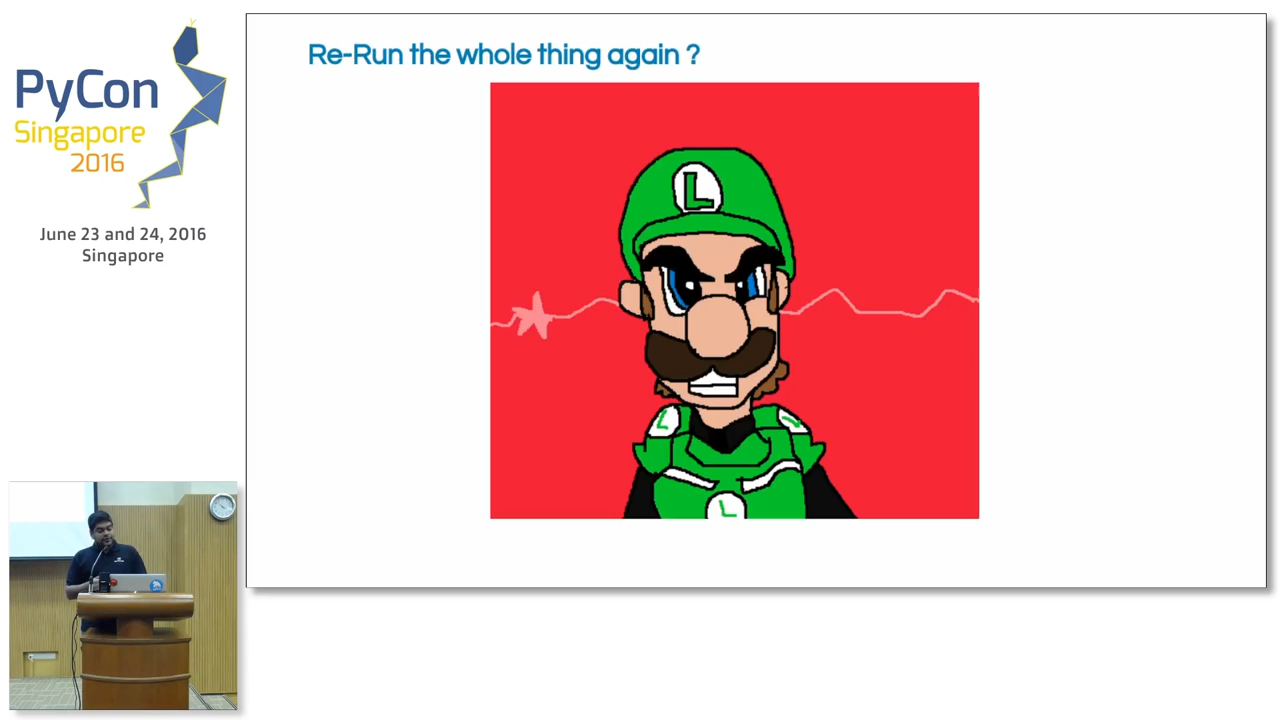 PyCon
Singapore
2016
June 23 and 24, 2016
Singapore
Re-Run the whole thing again ?
L
L
L
L